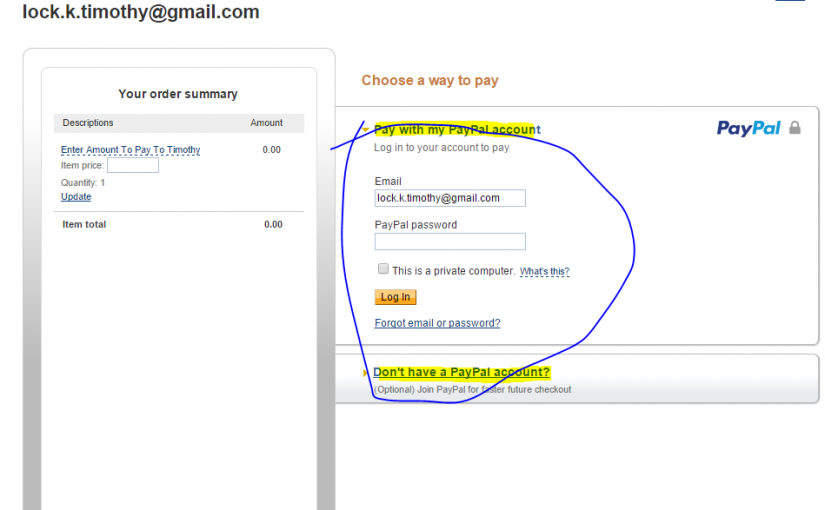 lock.k.timothy@gmail.com
Your order summary
Descriptions Amount
Enter Amount To Pay To Timothy 0.00
Item price:
Quantity: 1
Update
Item total 0.00
Choose a way to pay
Pay with my PayPal account
PayPal
Log in to your account to pay
Email
lock.k.timothy@gmail.com
PayPal password
This is a private computer. What's this?
Log In
Forgot email or password?
Don't have a PayPal account?
(Optional) Join PayPal for faster future checkout